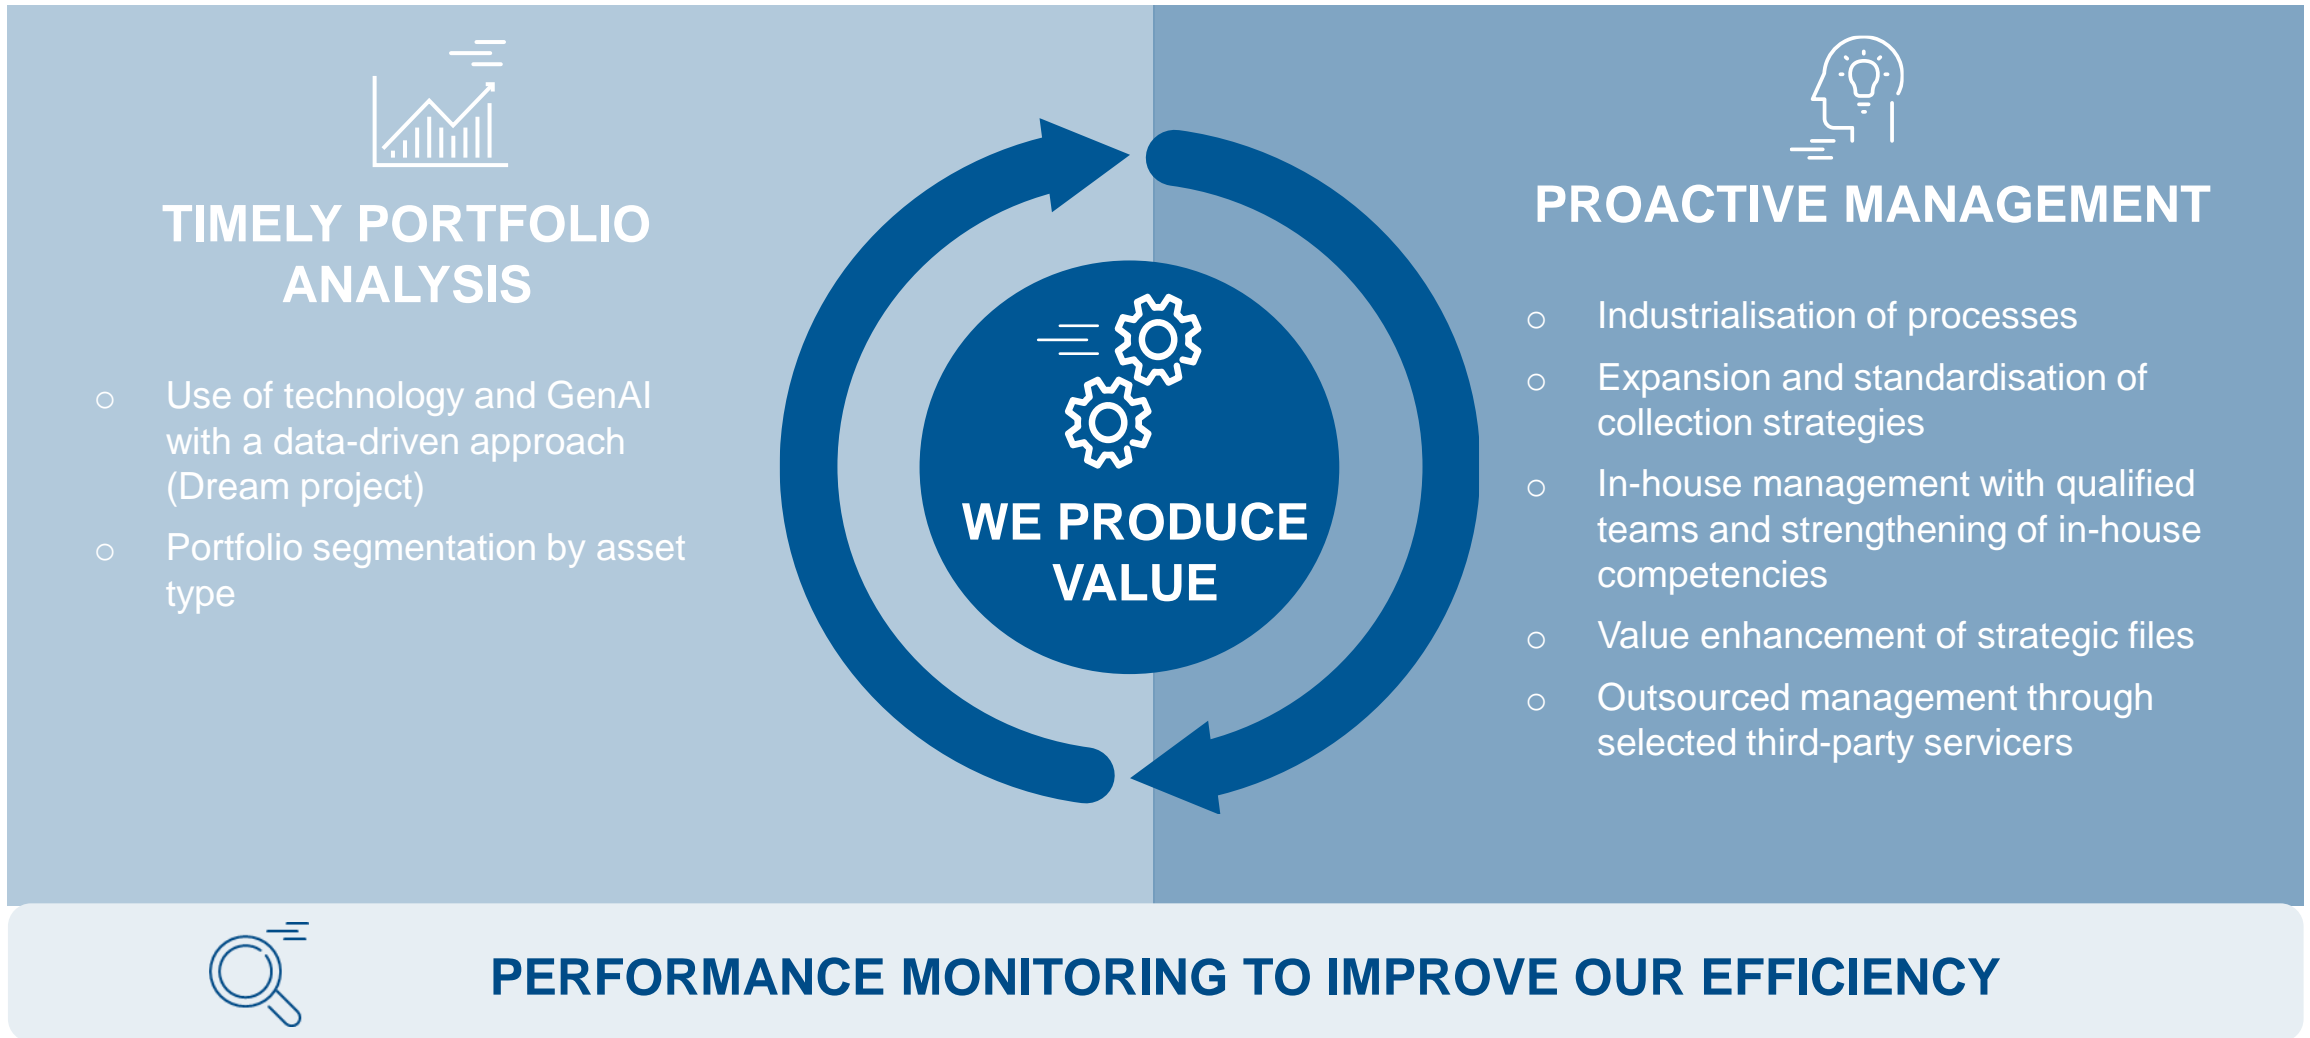 TIMELY PORTFOLIO
ANALYSIS
o Use of technology and GenAI
with a data-driven approach
(Dream project)
o Portfolio segmentation by asset
type
WE PRODUCE
VALUE
PROACTIVE MANAGEMENT
o Industrialisation of processes
o Expansion and standardisation of
collection strategies
o In-house management with qualified
teams and strengthening of in-house
competencies
o Value enhancement of strategic files
o Outsourced management through
selected third-party servicers
PERFORMANCE MONITORING TO IMPROVE OUR EFFICIENCY